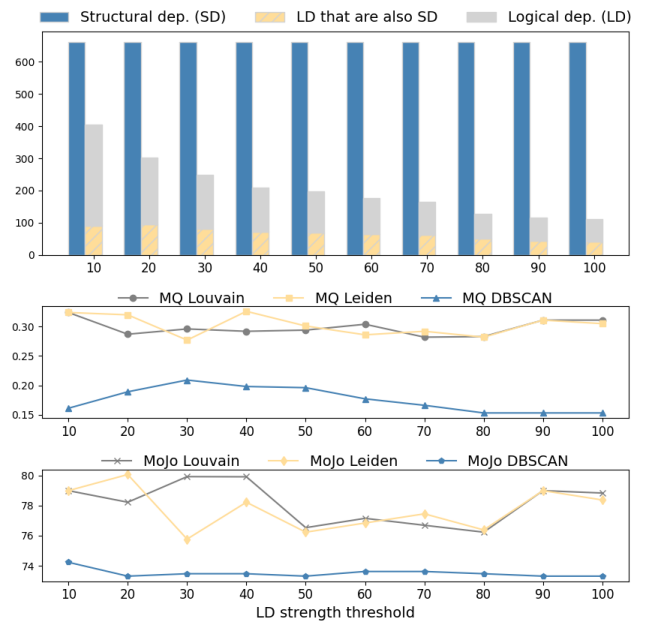 Structural dep. (SD) LD that are also SD Logical dep. (LD)
600
500
400
300
200
100
0
10 20 30 40 50 60 70 80 90 100
MQ Louvain MQ Leiden MQ DBSCAN
0.30
0.25
0.20
0.15
10 20 30 40 50 60 70 80 90 100
MoJo Louvain MoJo Leiden MoJo DBSCAN
80
78
76
74
10 20 30 40 50 60 70 80 90 100
LD strength threshold